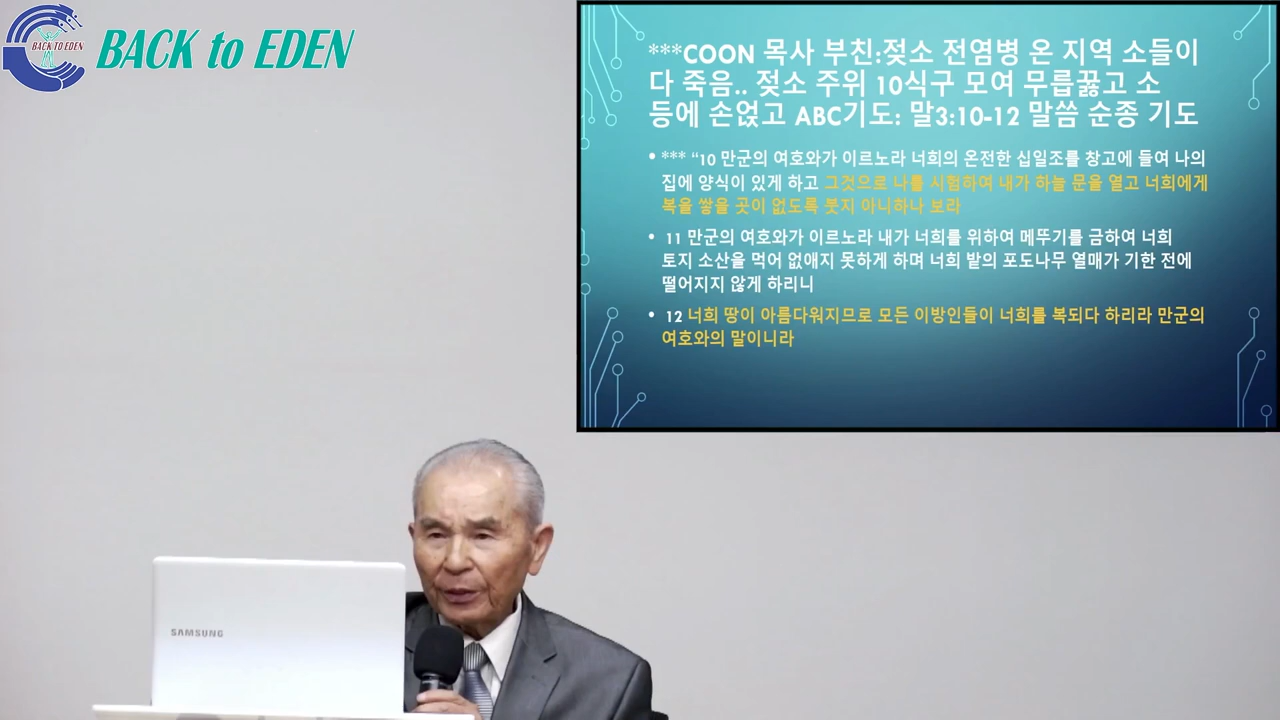 BACK TO EDEN
BACK to EDEN
***COON 목사 부친:젖소 전염병 온 지역 소들이
다 죽음.. 젖소 주위 10식구 모여 무릎꿇고 소
등에 손얹고 ABC기도: 말3:10-12 말씀 순종 기도
• *** “10 만군의 여호와가 이르노라 너희의 온전한 십일조를 창고에 들여 나의
집에 양식이 있게 하고 그것으로 나를 시험하여 내가 하늘 문을 열고 너희에게
복을 쌓을 곳이 없도록 붓지 아니하나 보라
• 11 만군의 여호와가 이르노라 내가 너희를 위하여 메뚜기를 금하여 너희
토지 소산을 먹어 없애지 못하게 하며 너희 밭의 포도나무 열매가 기한 전에
떨어지지 않게 하리니
• 12 너희 땅이 아름다워지므로 모든 이방인들이 너희를 복되다 하리라 만군의
여호와의 말이니라
SAMSUNG